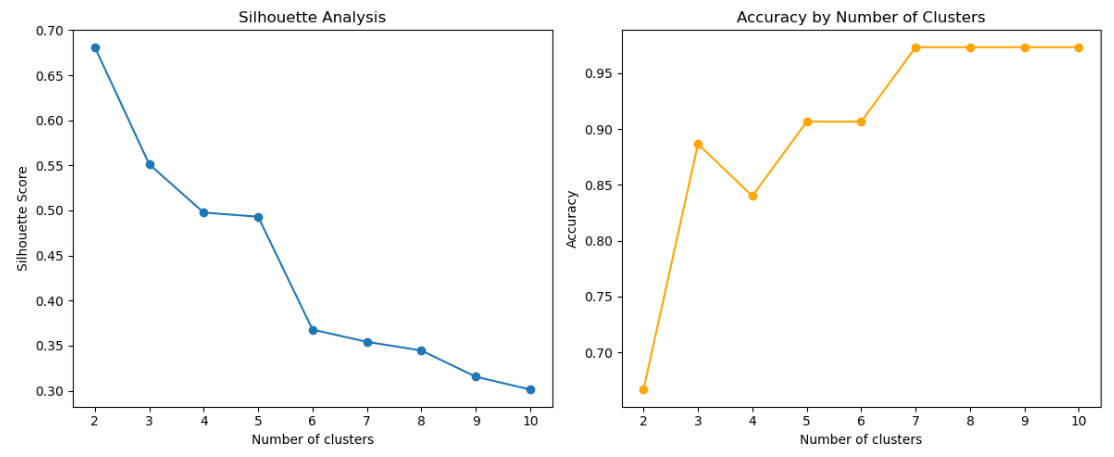 Silhouette Analysis
0.70
0.65
0.60
0.55
0.50
0.45
0.40
0.35
0.30
Silhouette Score
2 3 4 5 6 7 8 9 10
Number of clusters
Accuracy by Number of Clusters
0.95
0.90
0.85
0.80
0.75
0.70
Accuracy
2 3 4 5 6 7 8 9 10
Number of clusters